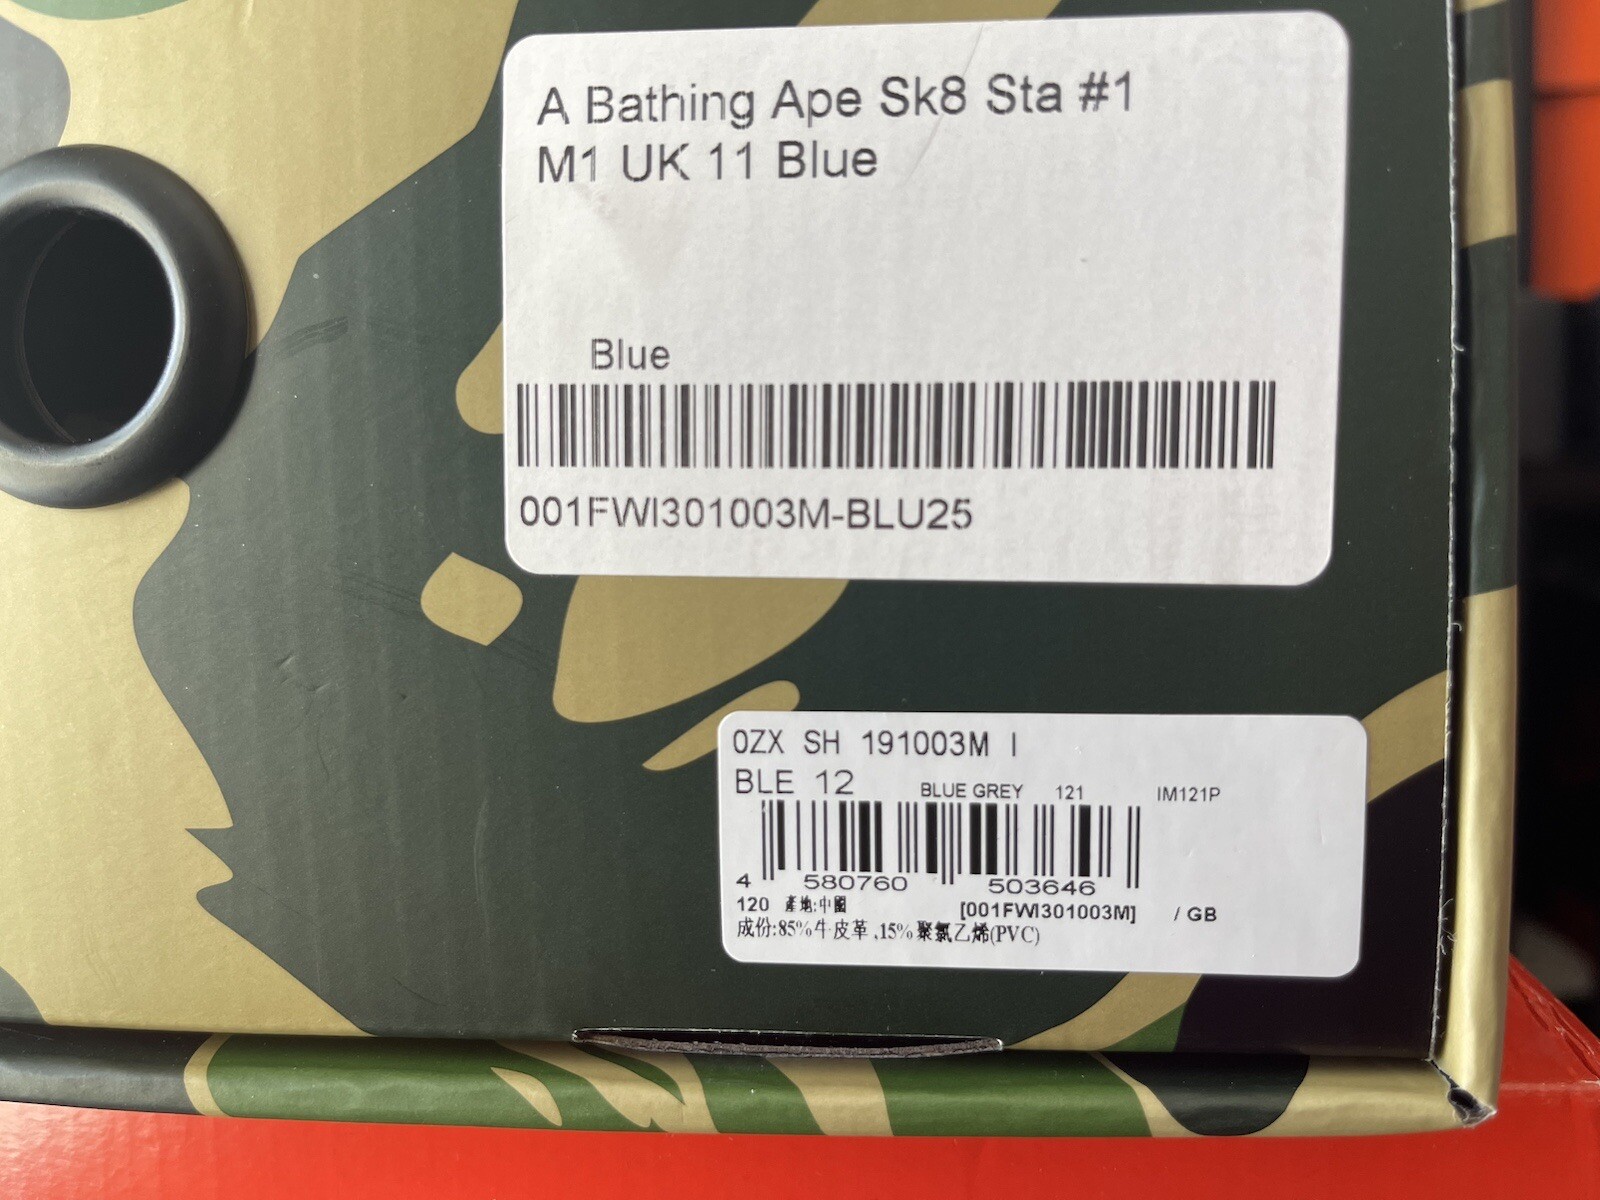 A Bathing Ape Sk8 Sta #1
M1 UK 11 Blue
Blue
001FWI301003M-BLU25
0ZX SH 191003M I
BLE 12 BLUE GREY 121 IM121P
4 580760 503646
120 產地:中國 [001FWI301003M] / GB
成份:85%牛皮革,15%聚氯乙烯(PVC)